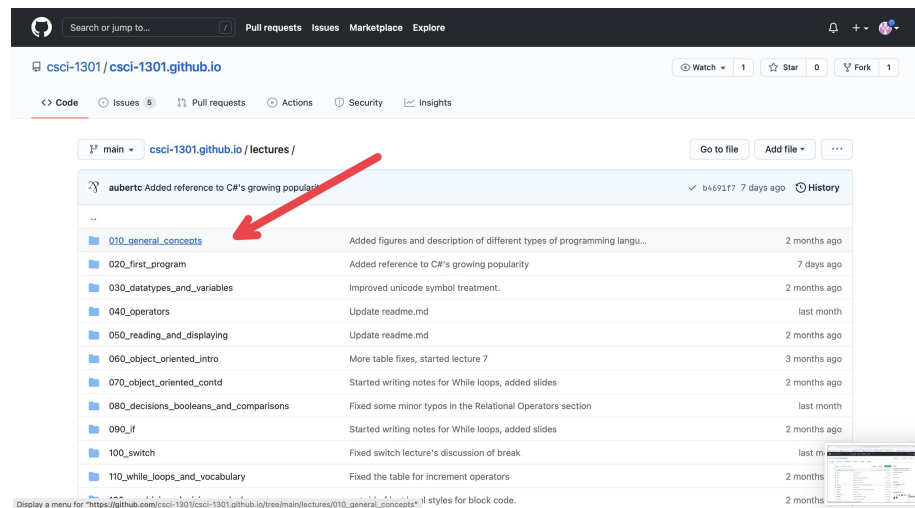 Search or jump to... / Pull requests Issues Marketplace Explore
csci-1301 / csci-1301.github.io Watch 1 Star 0 Fork 1
Code Issues 5 Pull requests Actions Security Insights
main csci-1301.github.io / lectures / Go to file Add file ...
aubertc Added reference to C#'s growing popularit b4691f7 7 days ago History
..
010_general_concepts Added figures and description of different types of programming langu... 2 months ago
020_first_program Added reference to C#'s growing popularity 7 days ago
030_datatypes_and_variables Improved unicode symbol treatment. 2 months ago
040_operators Update readme.md last month
050_reading_and_displaying Update readme.md 2 months ago
060_object_oriented_intro More table fixes, started lecture 7 3 months ago
070_object_oriented_contd Started writing notes for While loops, added slides 2 months ago
080_decisions_booleans_and_comparisons Fixed some minor typos in the Relational Operators section last month
090_if Started writing notes for While loops, added slides 2 months ago
100_switch Fixed switch lecture's discussion of break last m
110_while_loops_and_vocabulary Fixed the table for increment operators 2 months
styles for block code. 2 months
Display a menu for "https://github.com/csci-1301/csci-1301.github.io/tree/main/lectures/010_general_concepts"